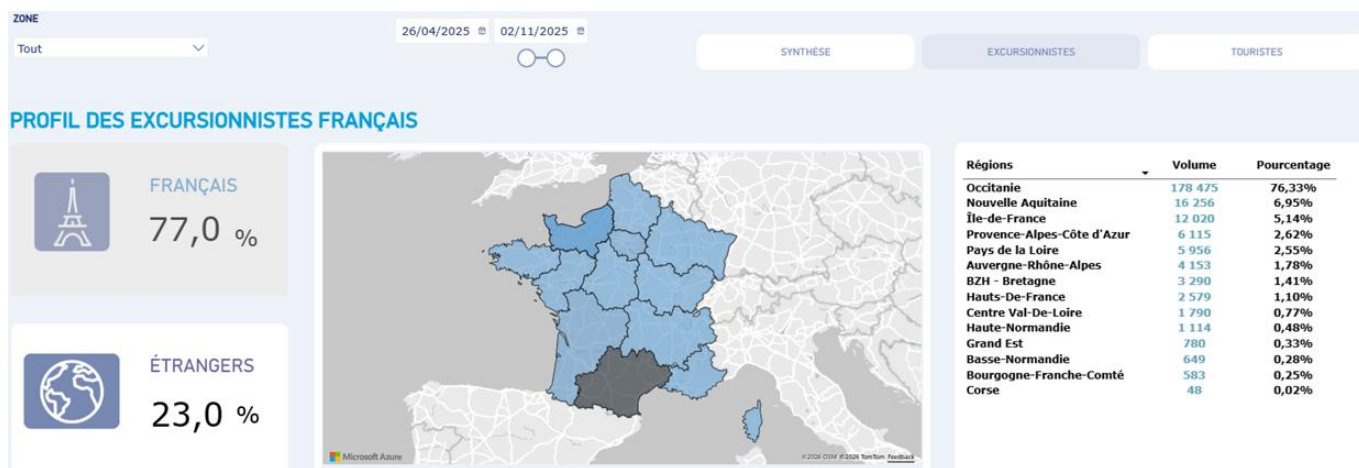 ZONE
Tout
26/04/2025 02/11/2025
SYNTHÈSE EXCURSIONNISTES TOURISTES
PROFIL DES EXCURSIONNISTES FRANÇAIS
FRANÇAIS
77,0 %
ÉTRANGERS
23,0 %
Microsoft Azure
©2026 OSM ©2026 TomTom Feedback
Régions Volume Pourcentage
Occitanie 178 475 76,33%
Nouvelle Aquitaine 16 256 6,95%
Île-de-France 12 020 5,14%
Provence-Alpes-Côte d'Azur 6 115 2,62%
Pays de la Loire 5 956 2,55%
Auvergne-Rhône-Alpes 4 153 1,78%
BZH - Bretagne 3 290 1,41%
Hauts-De-France 2 579 1,10%
Centre Val-De-Loire 1 790 0,77%
Haute-Normandie 1 114 0,48%
Grand Est 780 0,33%
Basse-Normandie 649 0,28%
Bourgogne-Franche-Comté 583 0,25%
Corse 48 0,02%